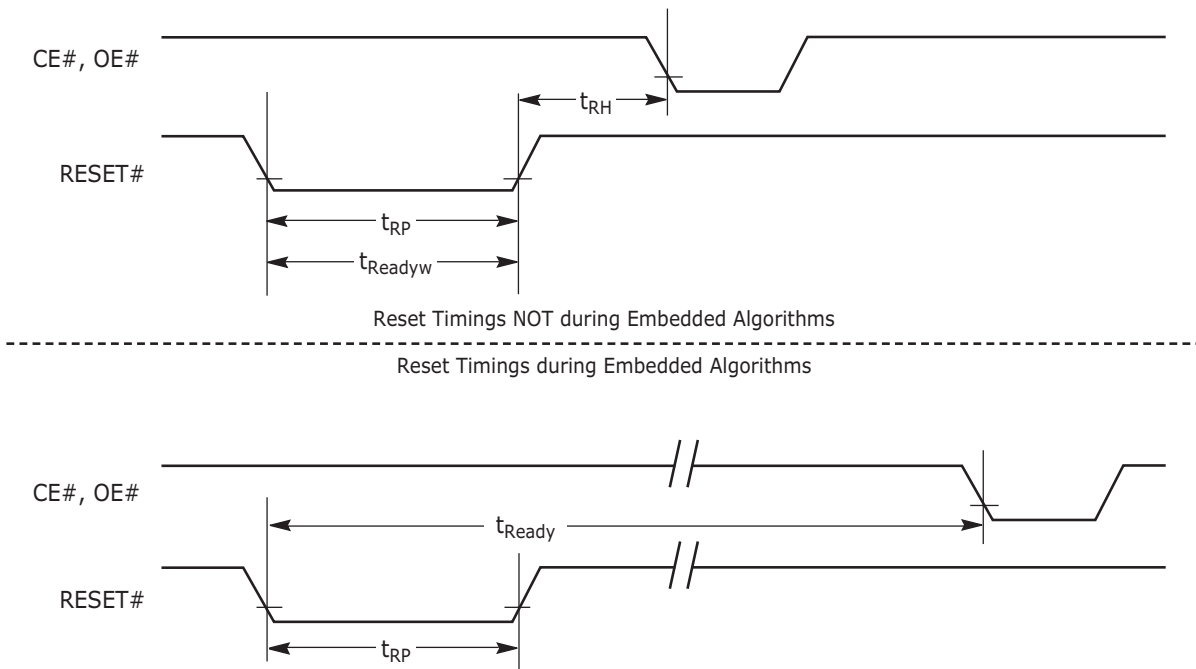 CE#, OE#
tRH
RESET#
tRP
tReadyw
Reset Timings NOT during Embedded Algorithms
Reset Timings during Embedded Algorithms
CE#, OE#
tReady
RESET#
tRP